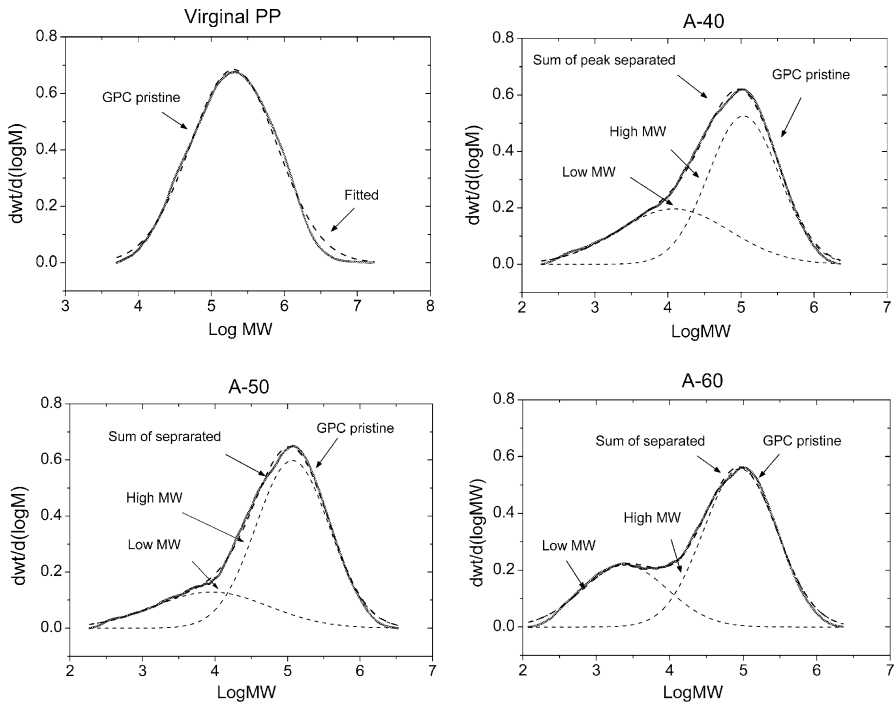 Virginal PP
0.8
0.6
0.4
0.2
0.0
dwt/d(logM)
GPC pristine
Fitted
3 4 5 6 7 8
Log MW
A-40
0.8
0.6
0.4
0.2
0.0
dwt/d(logM)
Sum of peak separated
GPC pristine
High MW
Low MW
2 3 4 5 6 7
LogMW
A-50
0.8
0.6
0.4
0.2
0.0
dwt/d(logM)
Sum of seprarated
GPC pristine
High MW
Low MW
2 3 4 5 6 7
LogMW
A-60
0.8
0.6
0.4
0.2
0.0
dwt/d(logMW)
Sum of separated
GPC pristine
High MW
Low MW
2 3 4 5 6 7
LogMW